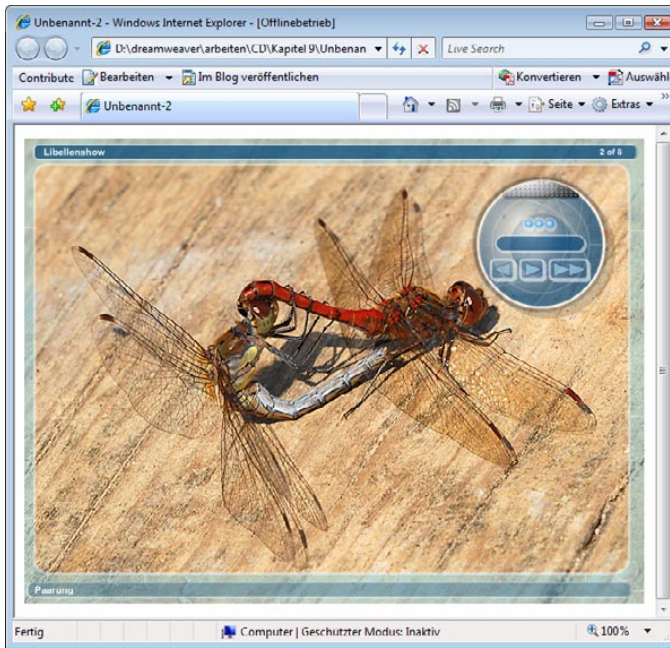 Unbenannt-2 - Windows Internet Explorer - [Offlinebetrieb]
D:\dreamweaver\arbeiten\CD\Kapitel 9\Unbenan
Live Search
Contribute Bearbeiten Im Blog veröffentlichen Konvertieren Auswähl
Unbenannt-2 Seite Extras »
Libellenshow 2 of 8
Paarung
Fertig Computer | Geschützter Modus: Inaktiv 100%